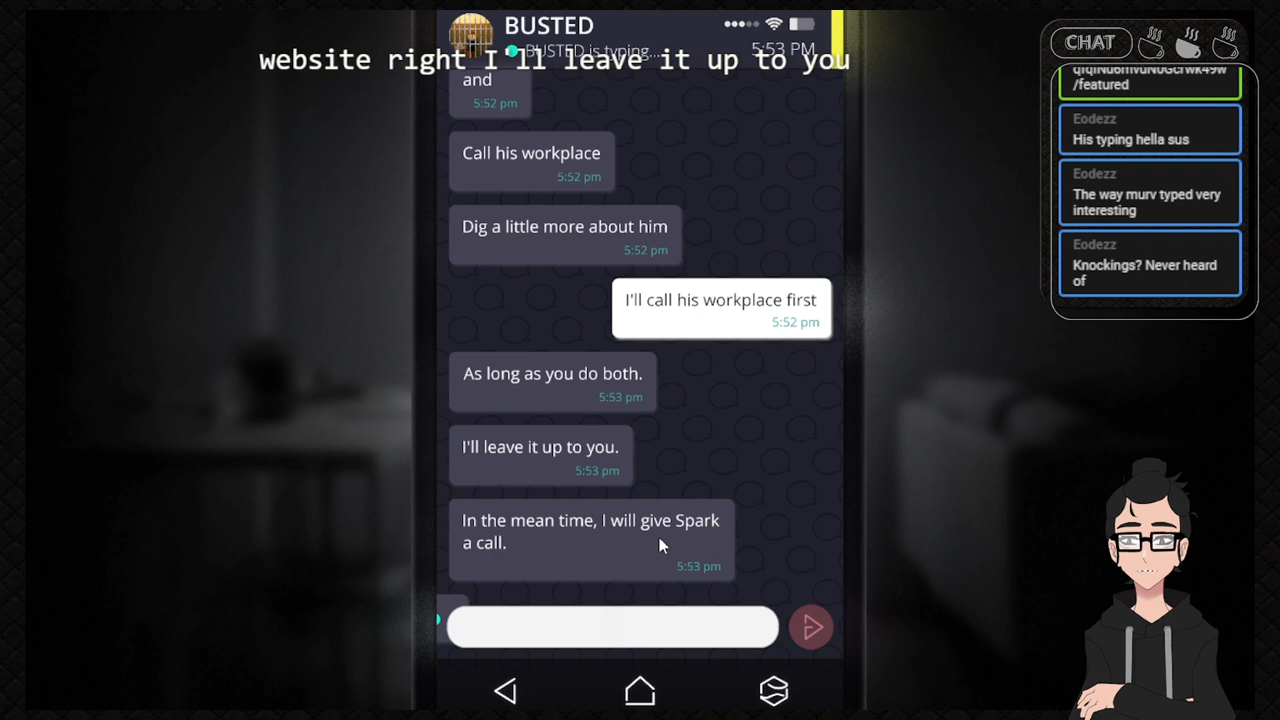 BUSTED
BUSTED is typing...
5:53 PM
website right I ll leave it up to you
and
5:52 pm
Call his workplace
5:52 pm
Dig a little more about him
5:52 pm
I'll call his workplace first
5:52 pm
As long as you do both.
5:53 pm
I'll leave it up to you.
5:53 pm
In the mean time, I will give Spark
a call.
5:53 pm
CHAT
/featured
Eodezz
His typing hella sus
Eodezz
The way murv typed very
interesting
Eodezz
Knockings? Never heard
of